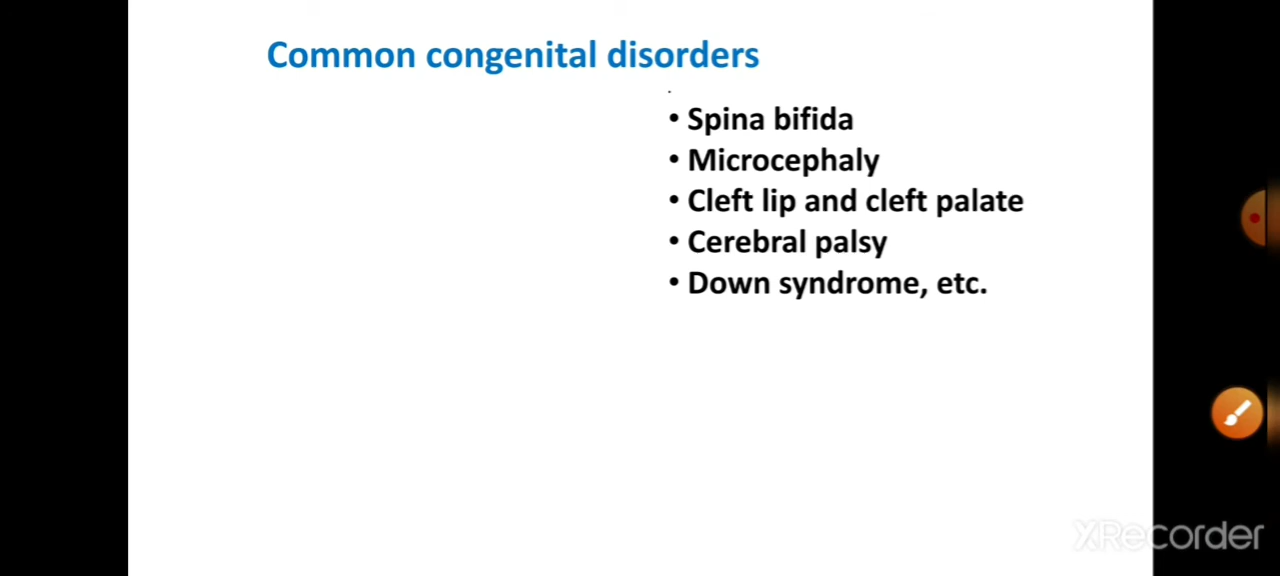 Common congenital disorders
• Spina bifida
• Microcephaly
• Cleft lip and cleft palate
• Cerebral palsy
• Down syndrome, etc.
XRecorder